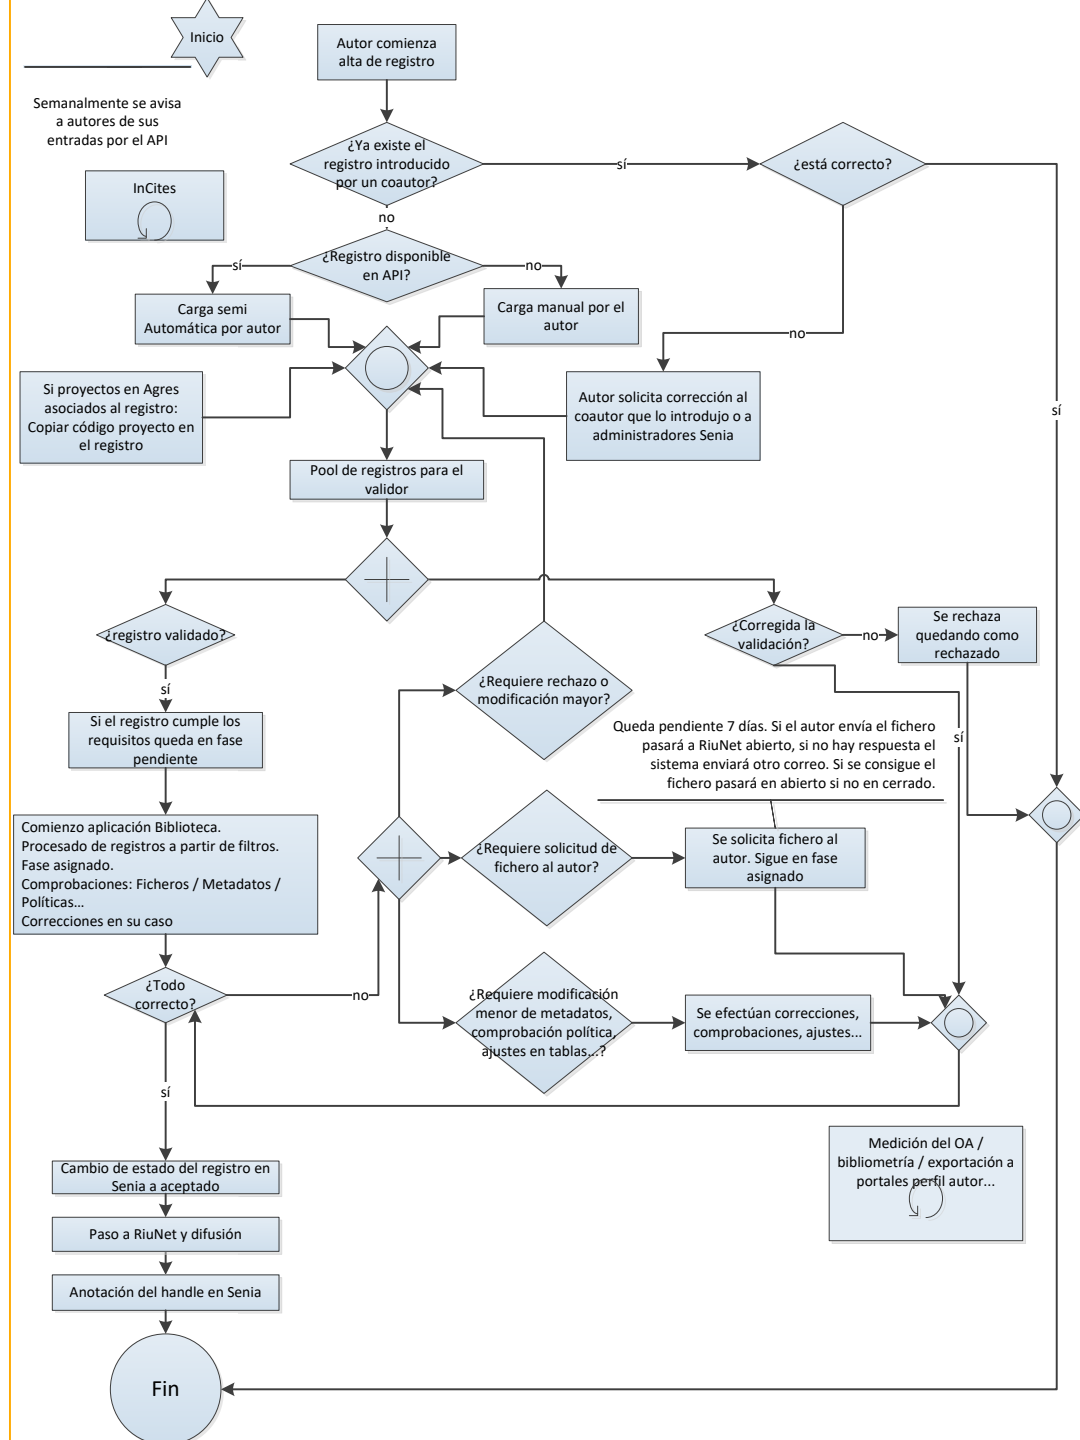 Inicio
Autor comienza
alta de registro
Semanalmente se avisa
a autores de sus
entradas por el API
¿Ya existe el
registro introducido
por un coautor?
sí
¿está correcto?
InCites
no
¿Registro disponible
en API?
sí
no
Carga semi
Automática por autor
Carga manual por el
autor
no
Si proyectos en Agres
asociados al registro:
Copiar código proyecto en
el registro
Autor solicita corrección al
coautor que lo introdujo o a
administradores Senia
sí
Pool de registros para el
validor
¿registro validado?
¿Corregida la
validación?
no
Se rechaza
quedando como
rechazado
sí
¿Requiere rechazo o
modificación mayor?
Si el registro cumple los
requisitos queda en fase
pendiente
Queda pendiente 7 días. Si el autor envía el fichero
pasará a RiuNet abierto, si no hay respuesta el
sistema enviará otro correo. Si se consigue el
fichero pasará en abierto si no en cerrado.
sí
Comienzo aplicación Biblioteca.
Procesado de registros a partir de filtros.
Fase asignado.
Comprobaciones: Ficheros / Metadatos /
Políticas...
Correcciones en su caso
¿Requiere solicitud de
fichero al autor?
Se solicita fichero al
autor. Sigue en fase
asignado
¿Todo
correcto?
no
¿Requiere modificación
menor de metadatos,
comprobación política,
ajustes en tablas...?
Se efectúan correcciones,
comprobaciones, ajustes...
sí
Medición del OA /
bibliometría / exportación a
portales perfil autor...
Cambio de estado del registro en
Senia a aceptado
Paso a RiuNet y difusión
Anotación del handle en Senia
Fin